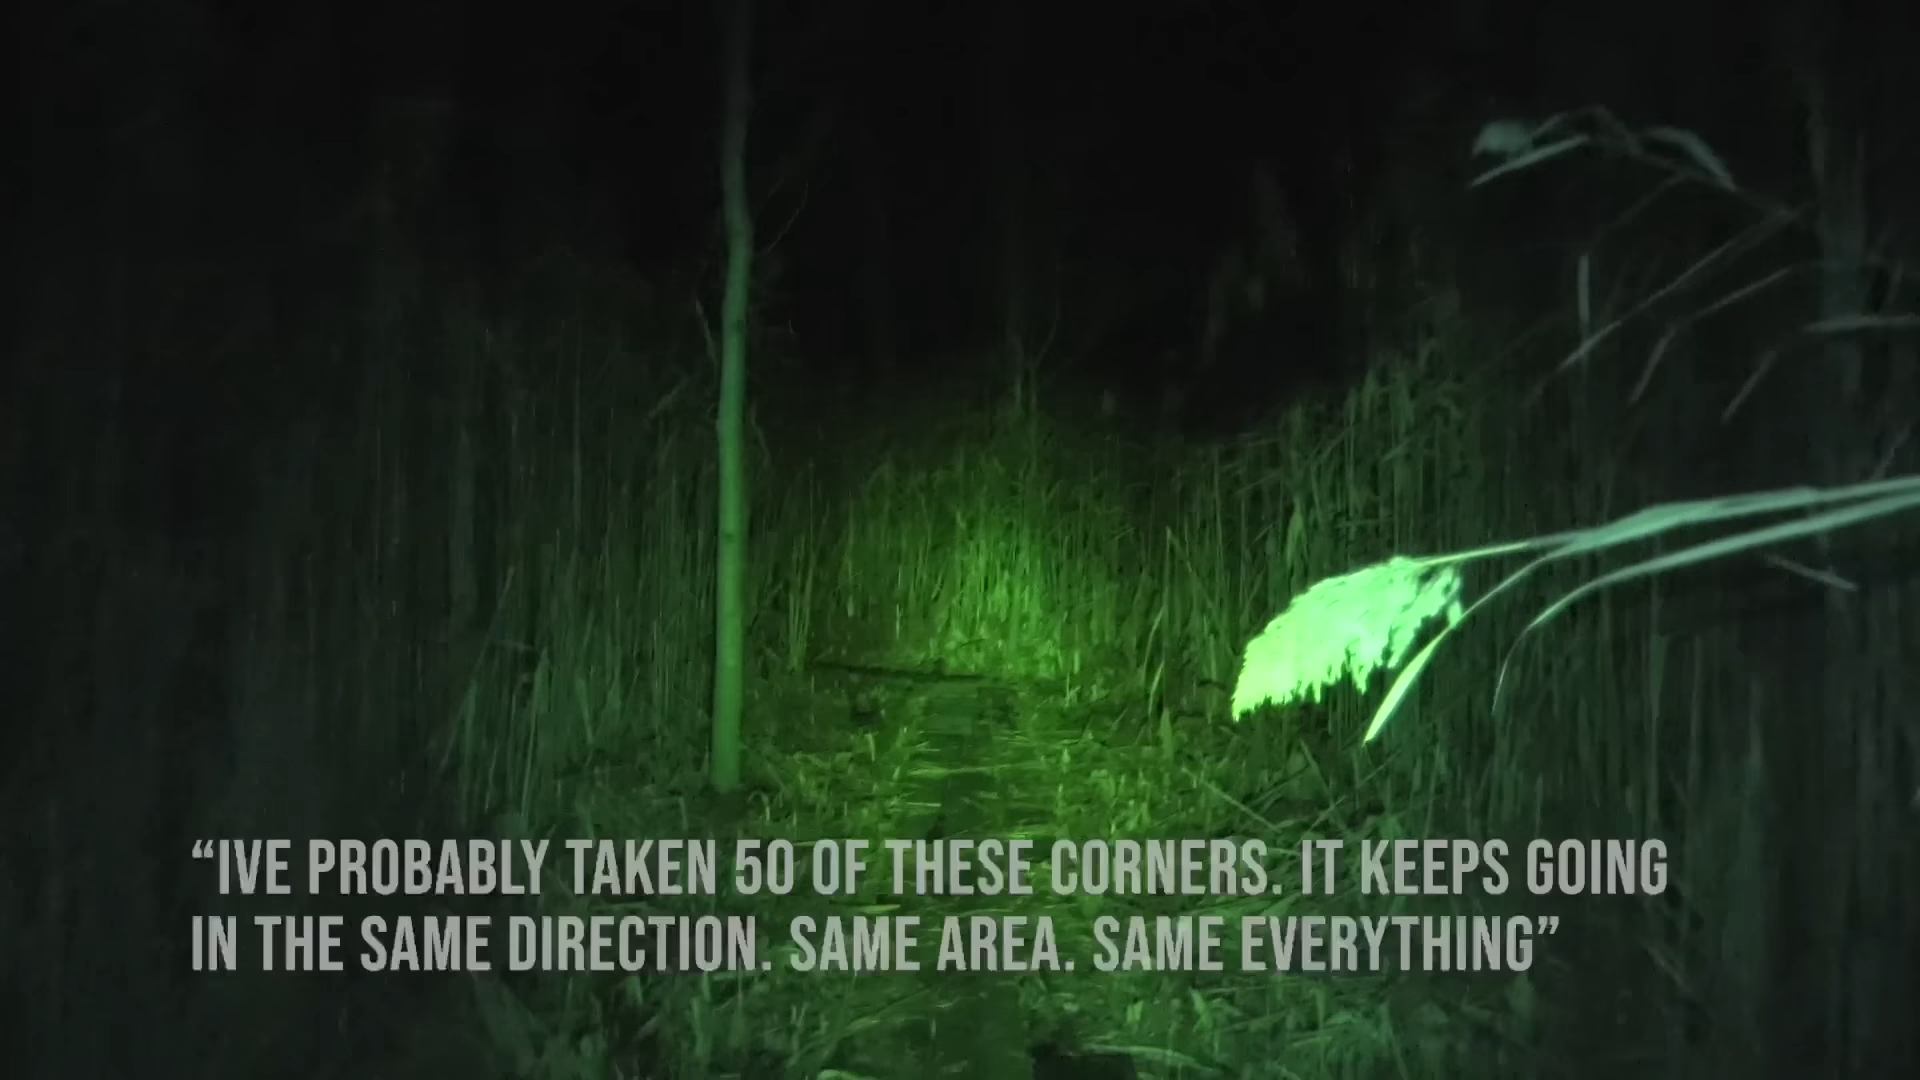 “IVE PROBABLY TAKEN 50 OF THESE CORNERS. IT KEEPS GOING
IN THE SAME DIRECTION. SAME AREA. SAME EVERYTHING”